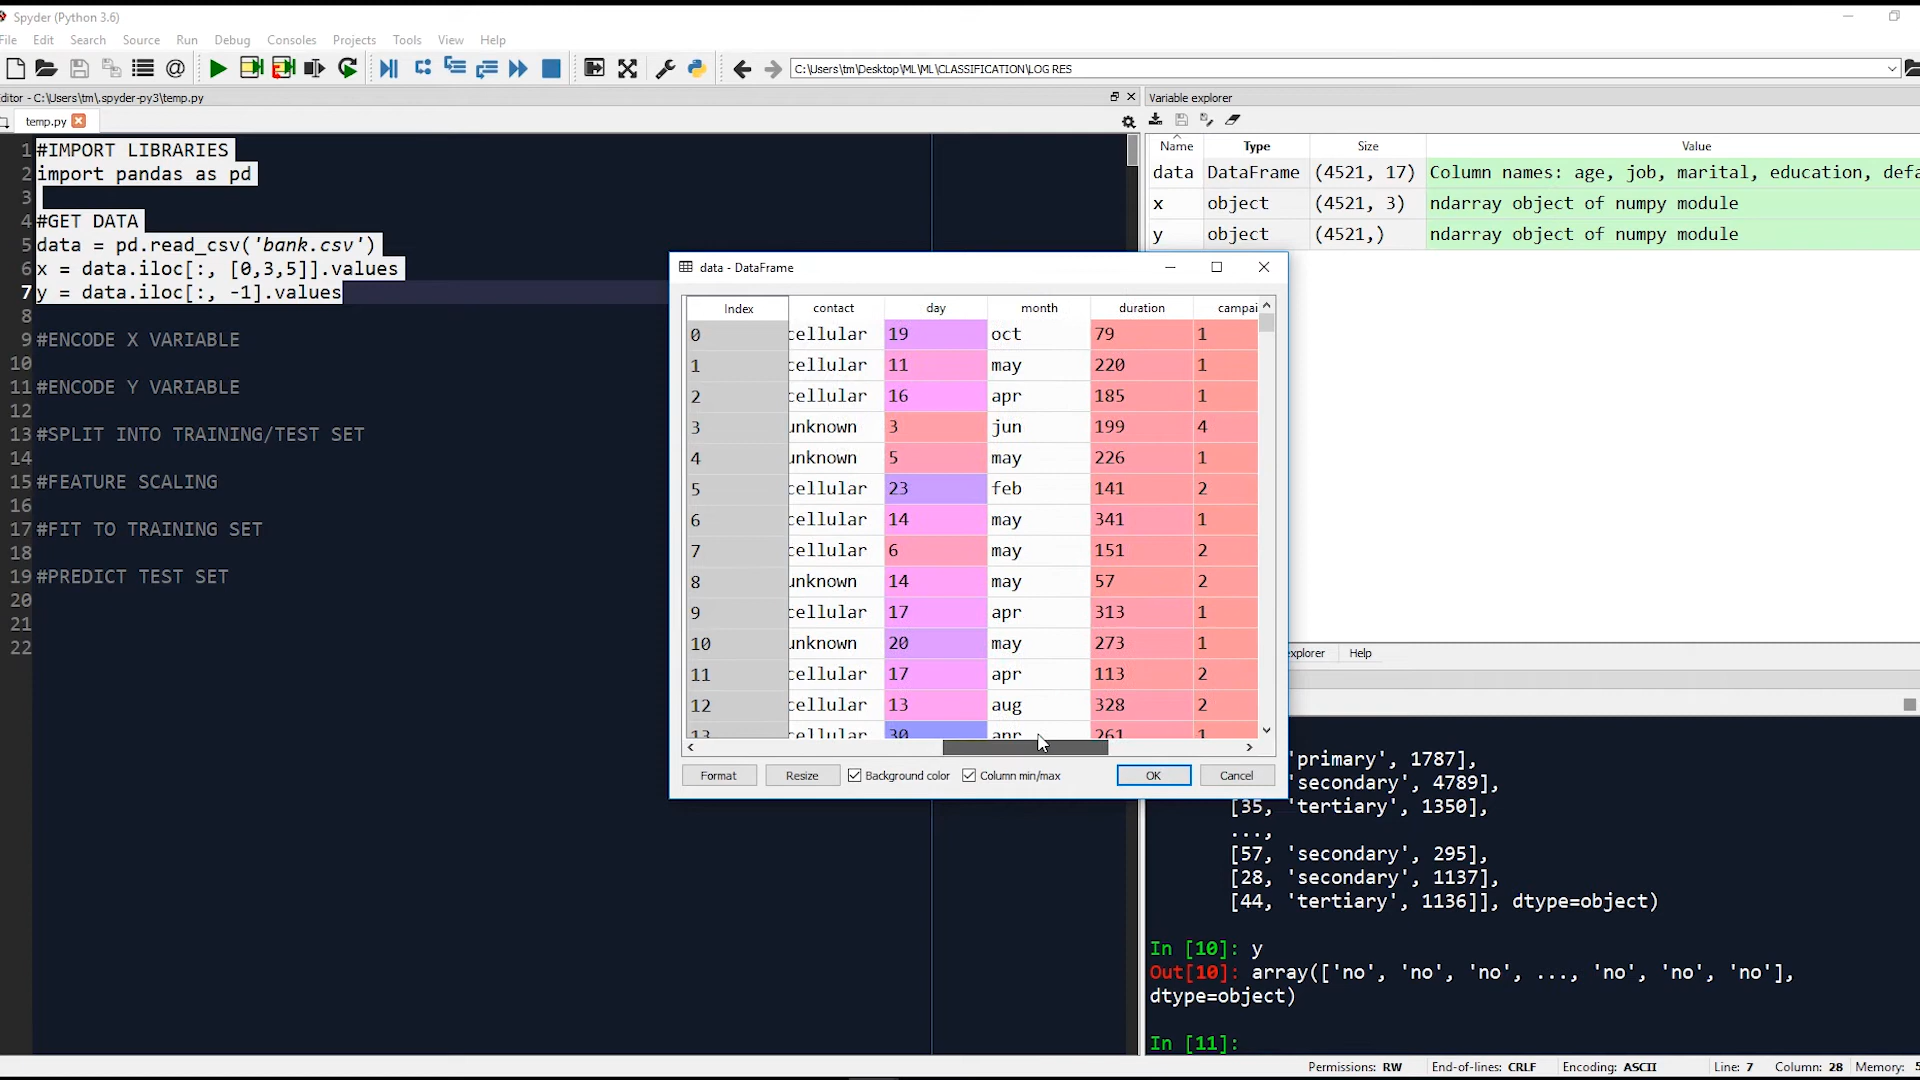 Spyder (Python 3.6)
File Edit Search Source Run Debug Consoles Projects Tools View Help
C:\Users\tm\Desktop\ML\ML\CLASSIFICATION\LOG RES
ditor - C:\Users\tm\.spyder-py3\temp.py
temp.py
1 #IMPORT LIBRARIES
2 import pandas as pd
3
4 #GET DATA
5 data = pd.read_csv('bank.csv')
6 x = data.iloc[:, [0,3,5]].values
7 y = data.iloc[:, -1].values
8
9 #ENCODE X VARIABLE
10
11 #ENCODE Y VARIABLE
12
13 #SPLIT INTO TRAINING/TEST SET
14
15 #FEATURE SCALING
16
17 #FIT TO TRAINING SET
18
19 #PREDICT TEST SET
20
21
22
Variable explorer
Name Type Size Value
data DataFrame (4521, 17) Column names: age, job, marital, education, defa
x object (4521, 3) ndarray object of numpy module
y object (4521,) ndarray object of numpy module
data - DataFrame
Index contact day month duration campai
0 cellular 19 oct 79 1
1 cellular 11 may 220 1
2 cellular 16 apr 185 1
3 unknown 3 jun 199 4
4 unknown 5 may 226 1
5 cellular 23 feb 141 2
6 cellular 14 may 341 1
7 cellular 6 may 151 2
8 unknown 14 may 57 2
9 cellular 17 apr 313 1
10 unknown 20 may 273 1
11 cellular 17 apr 113 2
12 cellular 13 aug 328 2
13 cellular 30 apr 261 1
Format Resize Background color Column min/max OK Cancel
xplorer Help
'primary', 1787],
'secondary', 4789],
[35, 'tertiary', 1350],
...,
[57, 'secondary', 295],
[28, 'secondary', 1137],
[44, 'tertiary', 1136]], dtype=object)
In [10]: y
Out[10]: array(['no', 'no', 'no', ..., 'no', 'no', 'no'],
dtype=object)
In [11]:
Permissions: RW End-of-lines: CRLF Encoding: ASCII Line: 7 Column: 28 Memory: